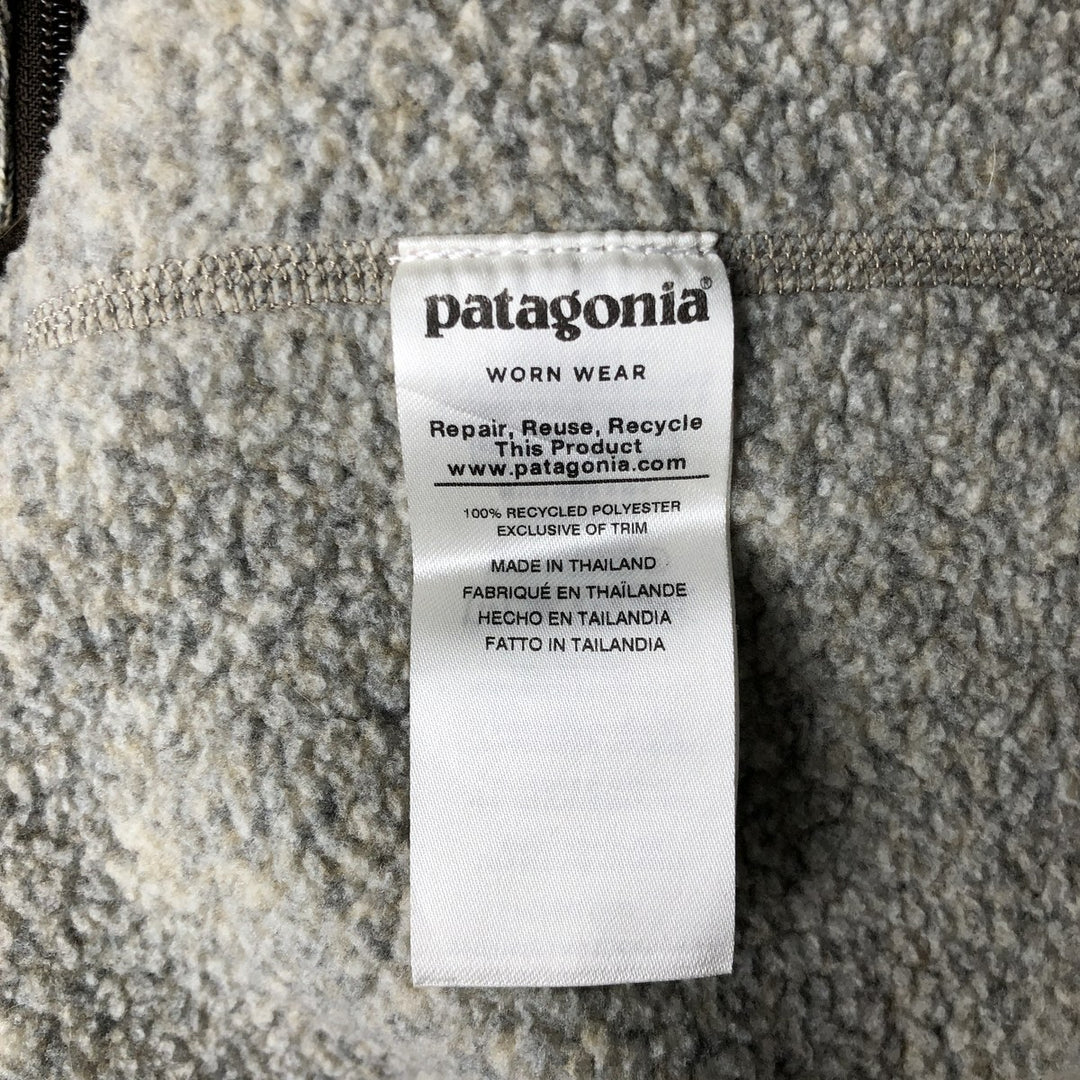 patagonia®
WORN WEAR
Repair, Reuse, Recycle
This Product
www.patagonia.com
100% RECYCLED POLYESTER
EXCLUSIVE OF TRIM
MADE IN THAILAND
FABRIQUÉ EN THAÏLANDE
HECHO EN TAILANDIA
FATTO IN TAILANDIA